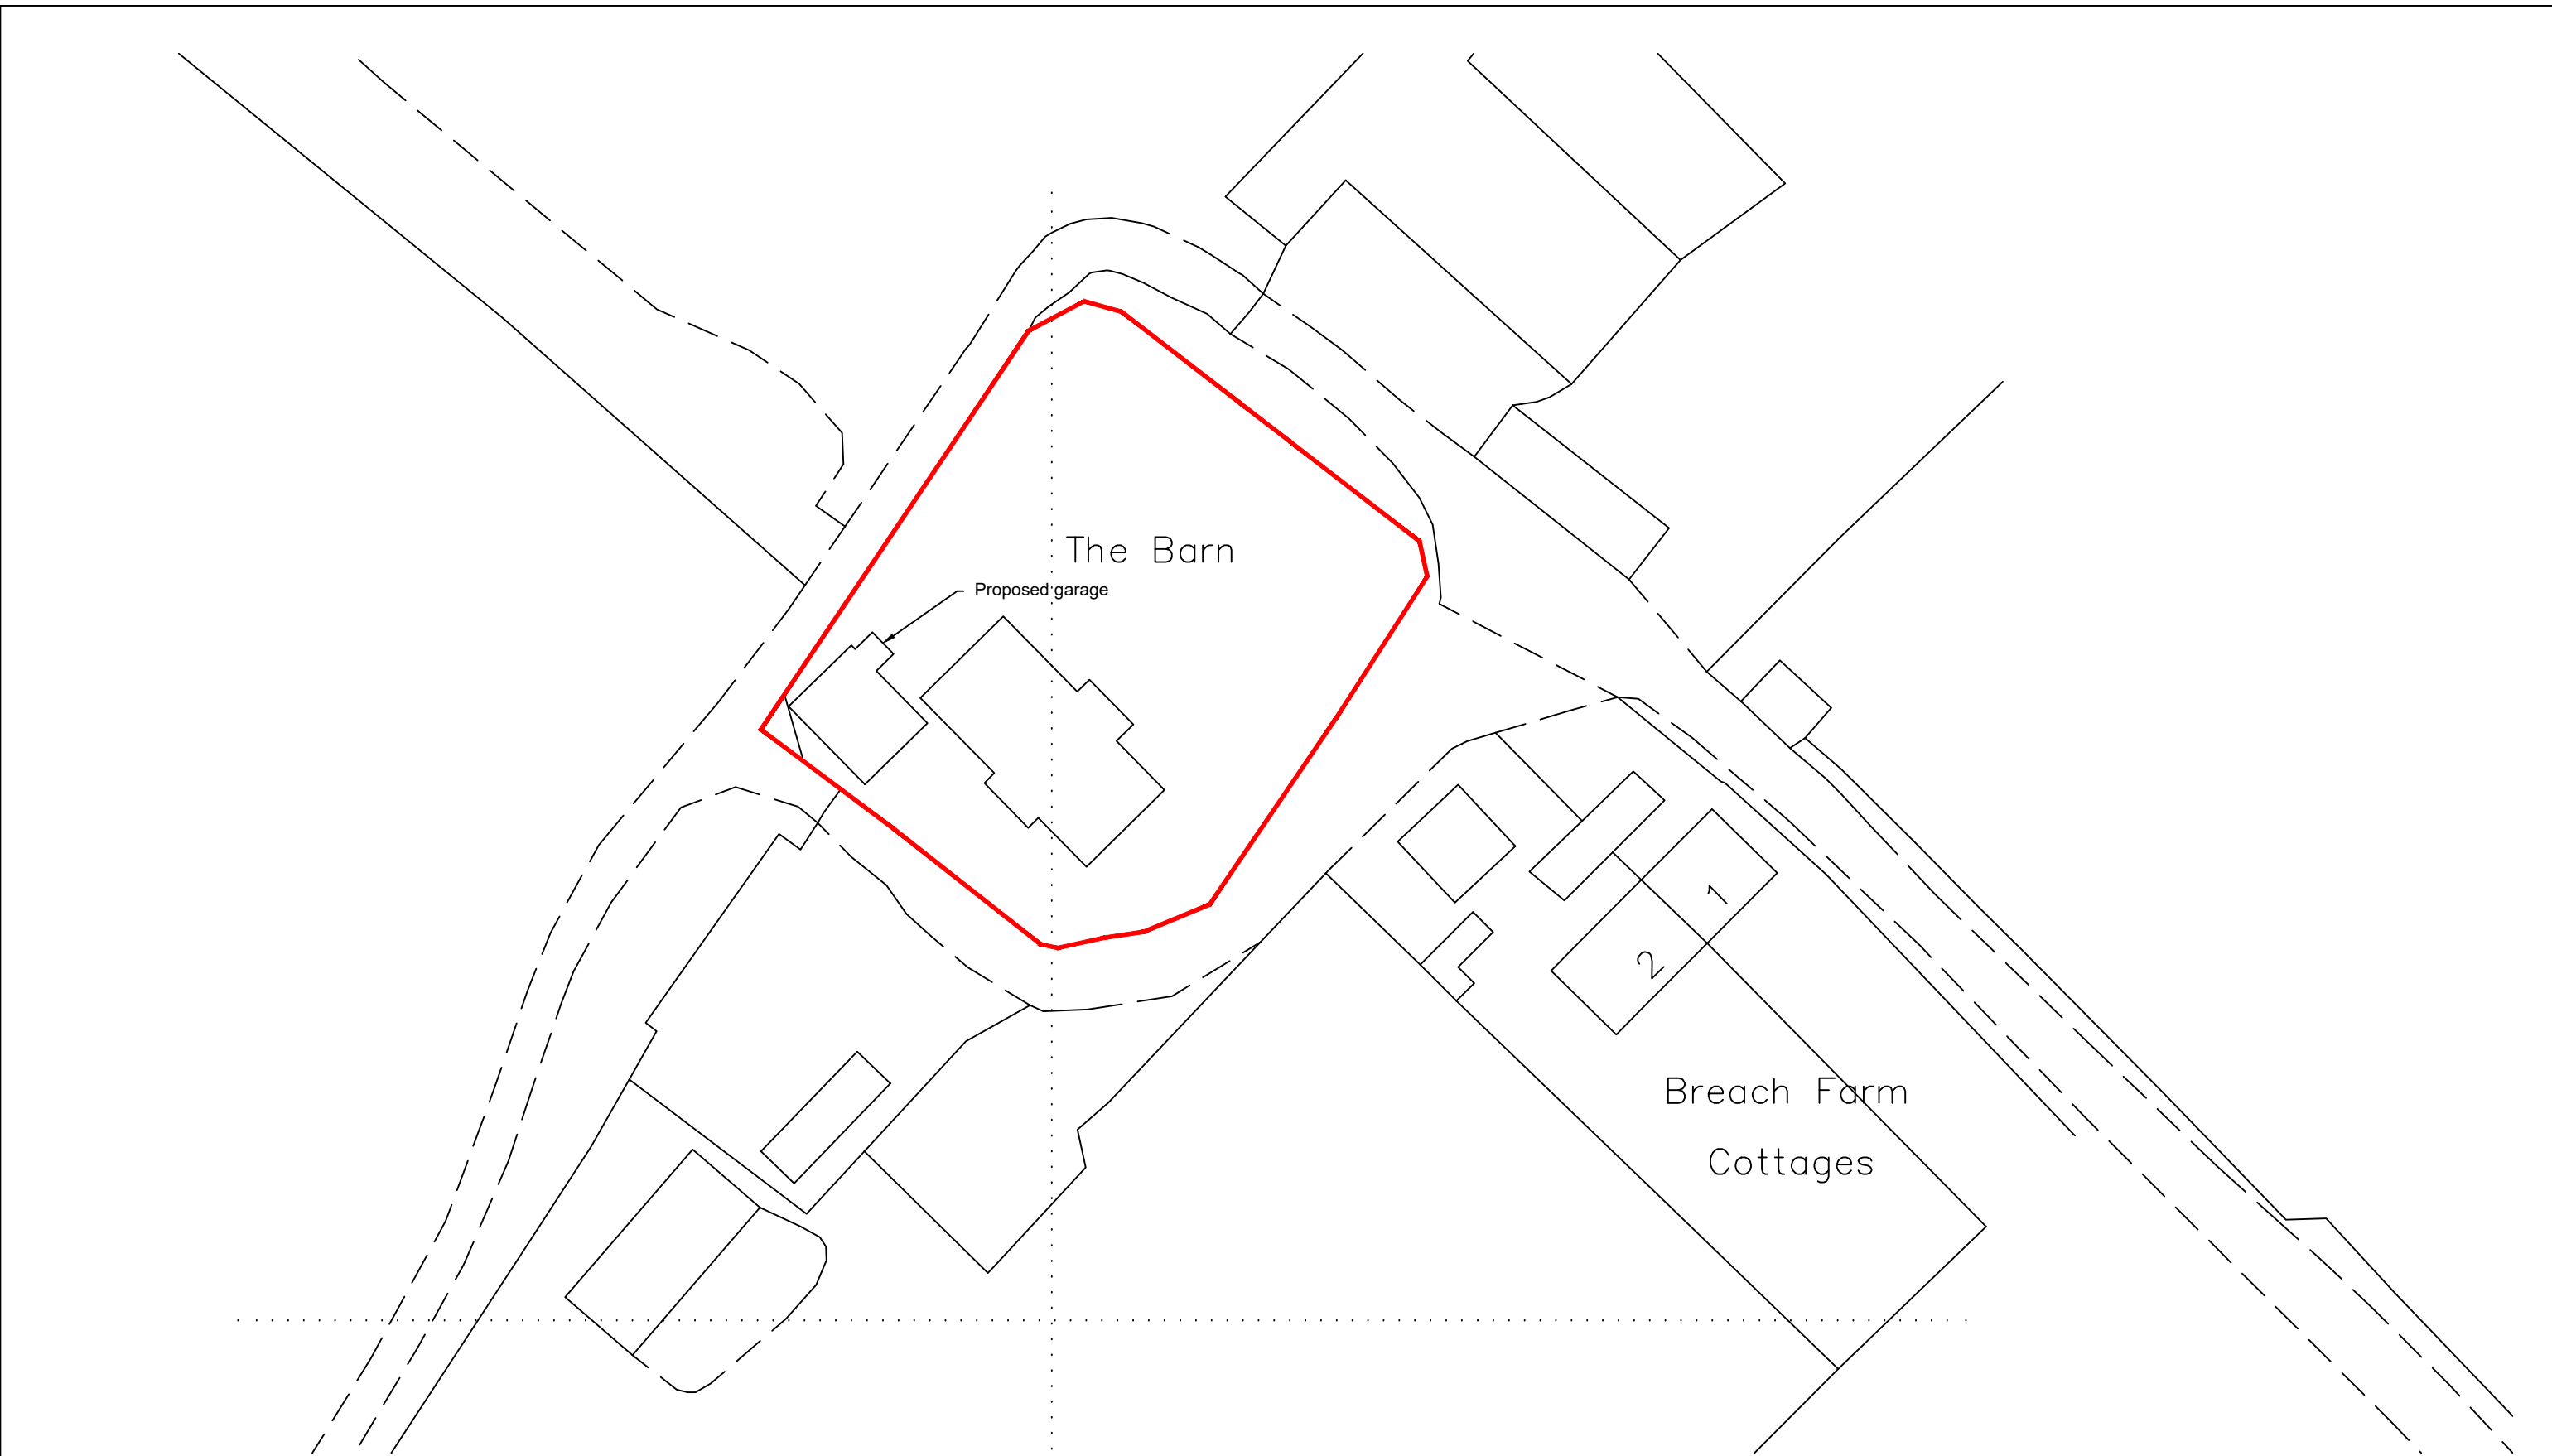 The Barn
Proposed garage
1
2
Breach Farm
Cottages